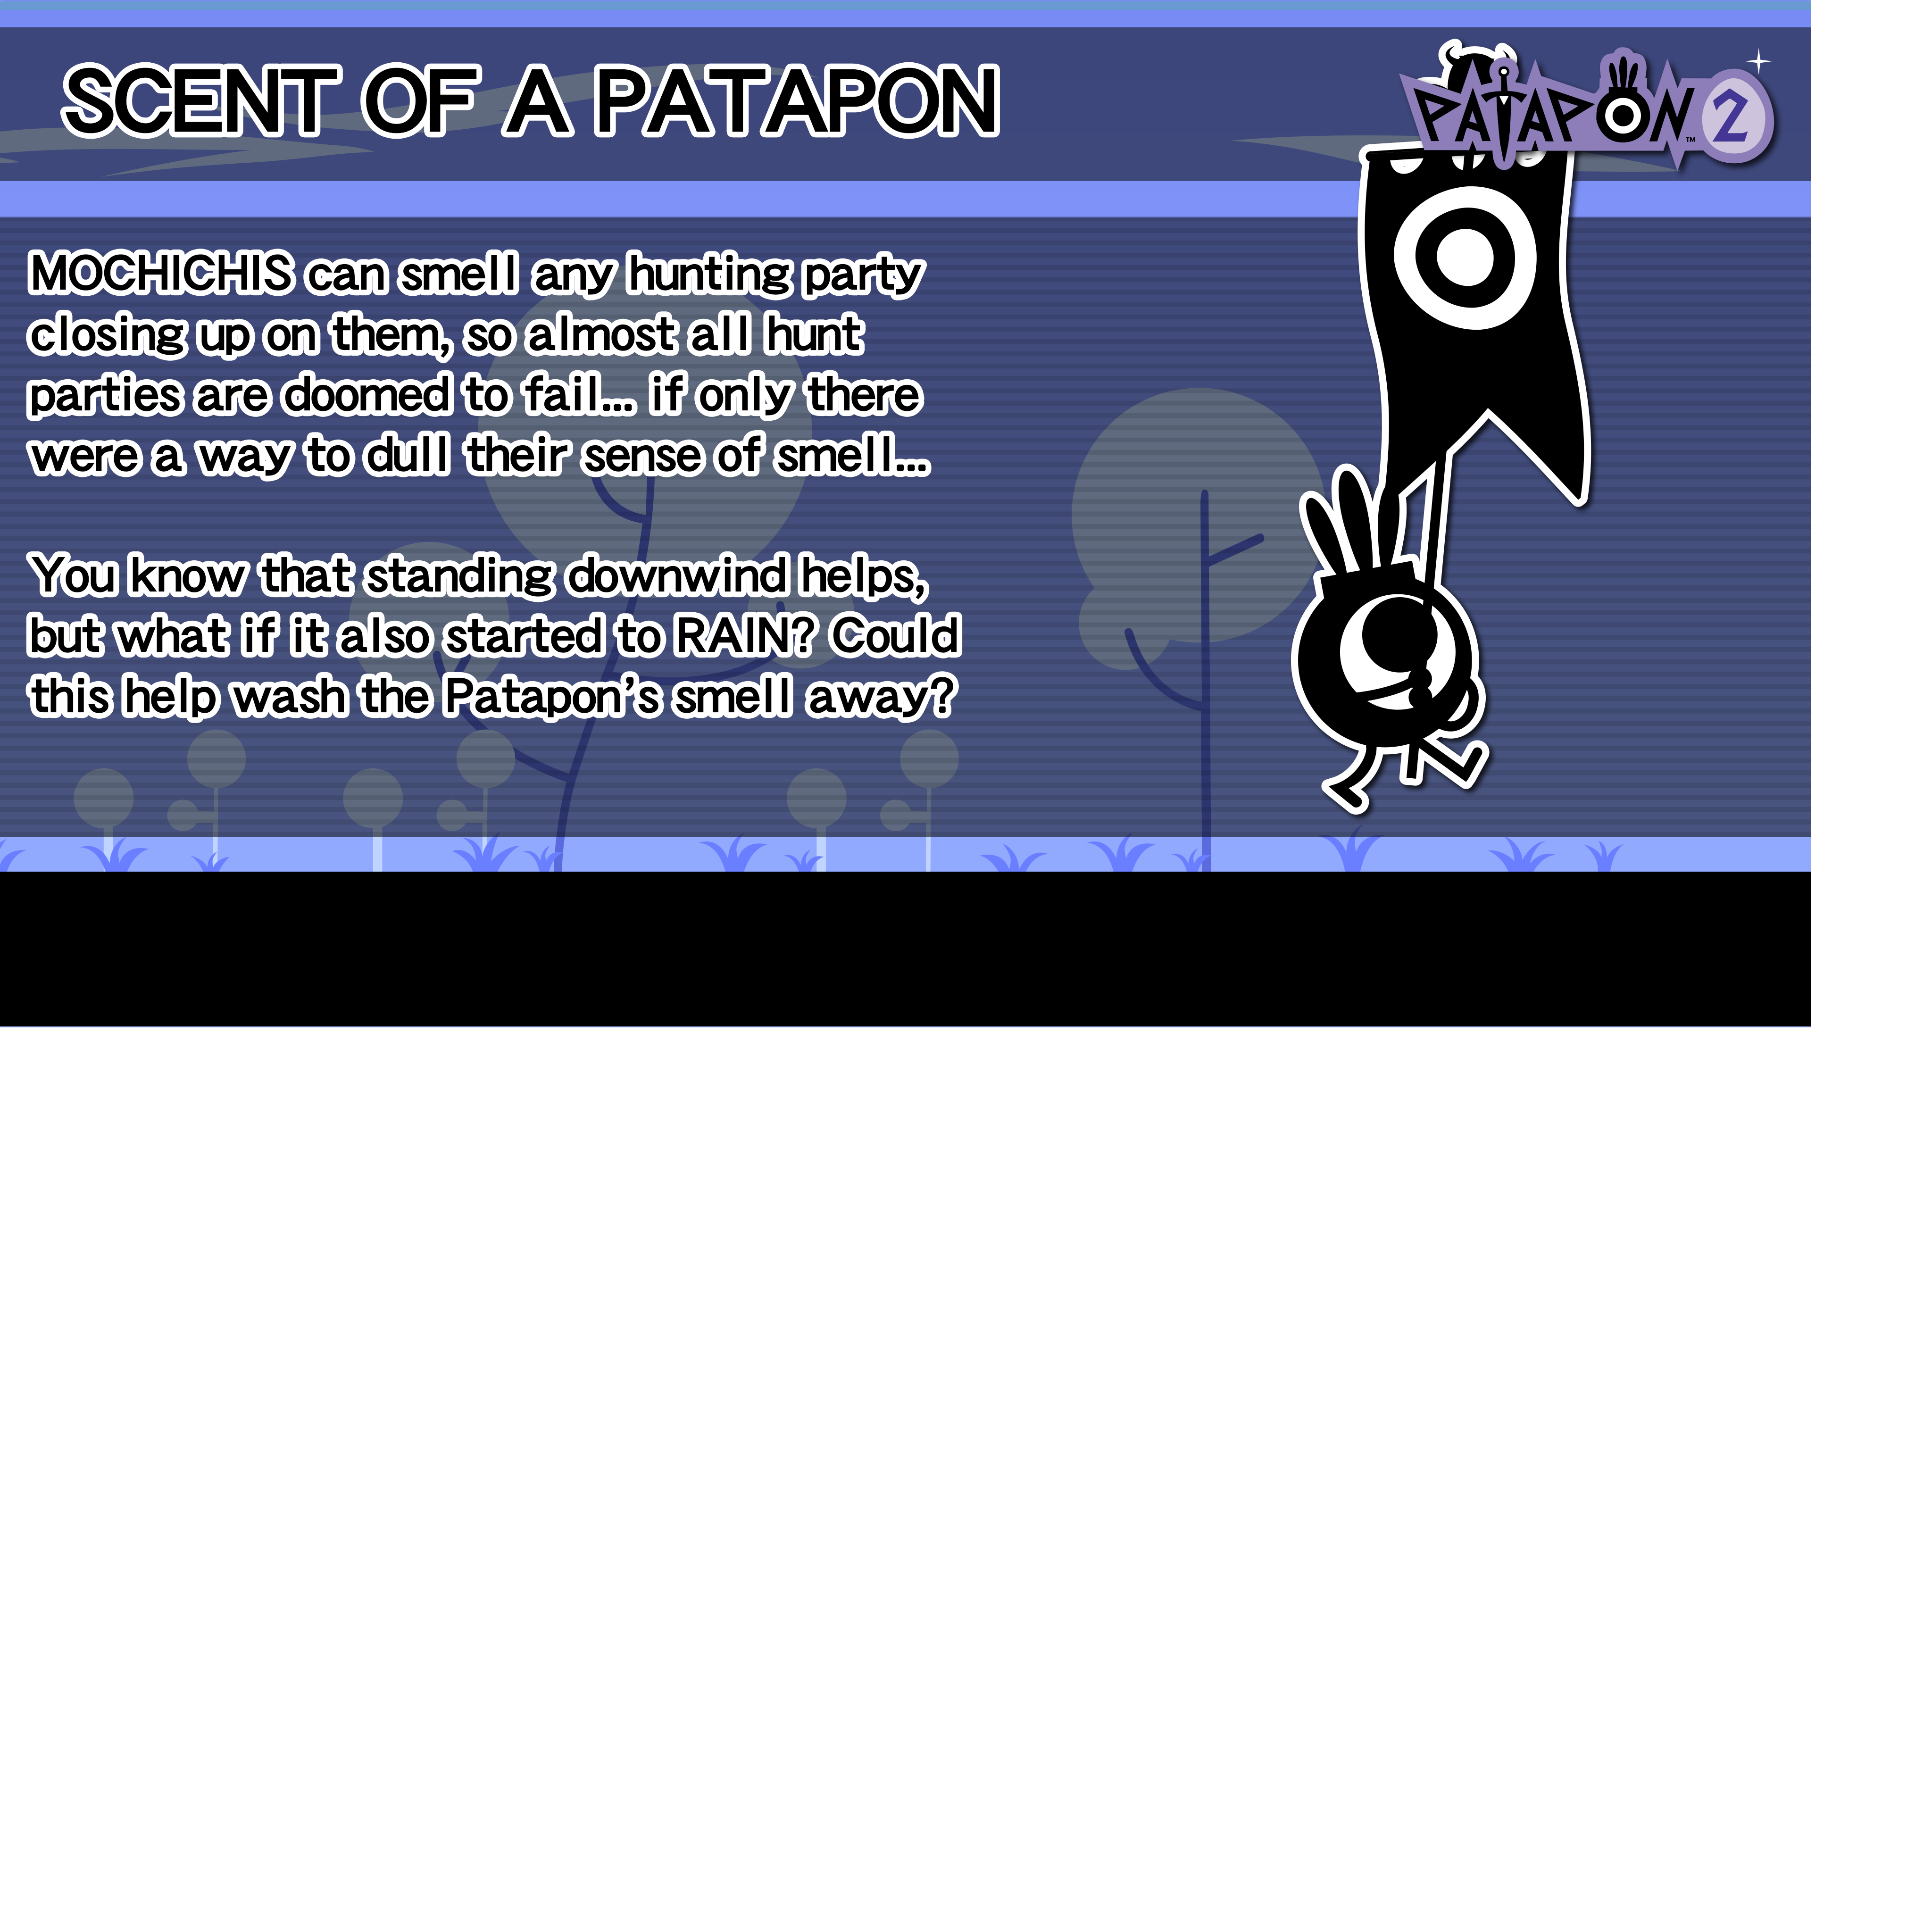 SCENT OF A PATAPON
PATAPON 2
TM
MOCHICHIS can smell any hunting party
closing up on them, so almost all hunt
parties are doomed to fail... if only there
were a way to dull their sense of smell...
You know that standing downwind helps,
but what if it also started to RAIN? Could
this help wash the Patapon's smell away?